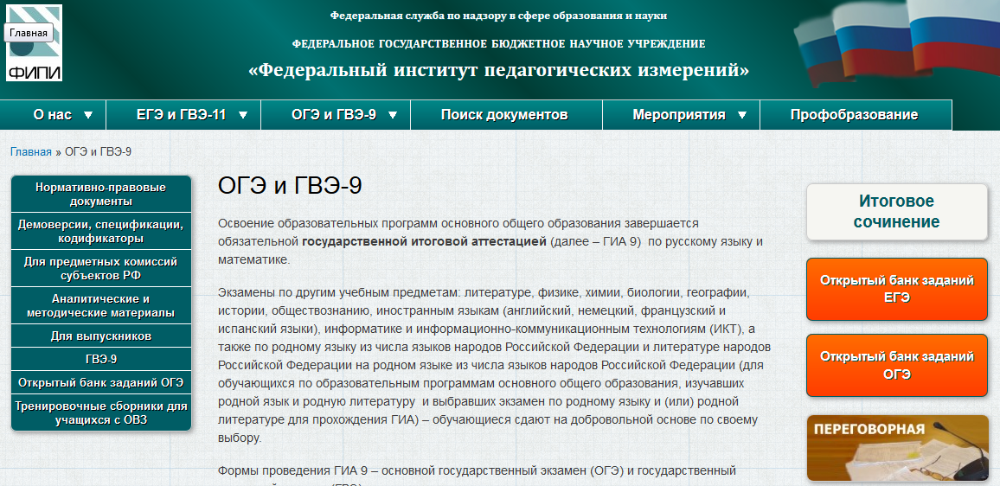 Федеральная служба по надзору в сфере образования и науки
Главная
ФЕДЕРАЛЬНОЕ ГОСУДАРСТВЕННОЕ БЮДЖЕТНОЕ НАУЧНОЕ УЧРЕЖДЕНИЕ
ФИПИ
«Федеральный институт педагогических измерений»
О нас
ЕГЭ и ГВЭ-11
ОГЭ и ГВЭ-9
Поиск документов
Мероприятия
Профобразование
Главная » ОГЭ и ГВЭ-9
Нормативно-правовые
документы
Демоверсии, спецификации,
кодификаторы
Для предметных комиссий
субъектов РФ
Аналитические и
методические материалы
Для выпускников
ГВЭ-9
Открытый банк заданий ОГЭ
Тренировочные сборники для
учащихся с ОВЗ
ОГЭ и ГВЭ-9
Освоение образовательных программ основного общего образования завершается
обязательной государственной итоговой аттестацией (далее – ГИА 9)  по русскому языку и
математике.
Экзамены по другим учебным предметам: литературе, физике, химии, биологии, географии,
истории, обществознанию, иностранным языкам (английский, немецкий, французский и
испанский языки), информатике и информационно-коммуникационным технологиям (ИКТ), а
также по родному языку из числа языков народов Российской Федерации и литературе народов
Российской Федерации на родном языке из числа языков народов Российской Федерации (для
обучающихся по образовательным программам основного общего образования, изучавших
родной язык и родную литературу  и выбравших экзамен по родному языку и (или) родной
литературе для прохождения ГИА) – обучающиеся сдают на добровольной основе по своему
выбору.
Формы проведения ГИА 9 – основной государственный экзамен (ОГЭ) и государственный
Итоговое
сочинение
Открытый банк заданий
ЕГЭ
Открытый банк заданий
ОГЭ
ПЕРЕГОВОРНАЯ